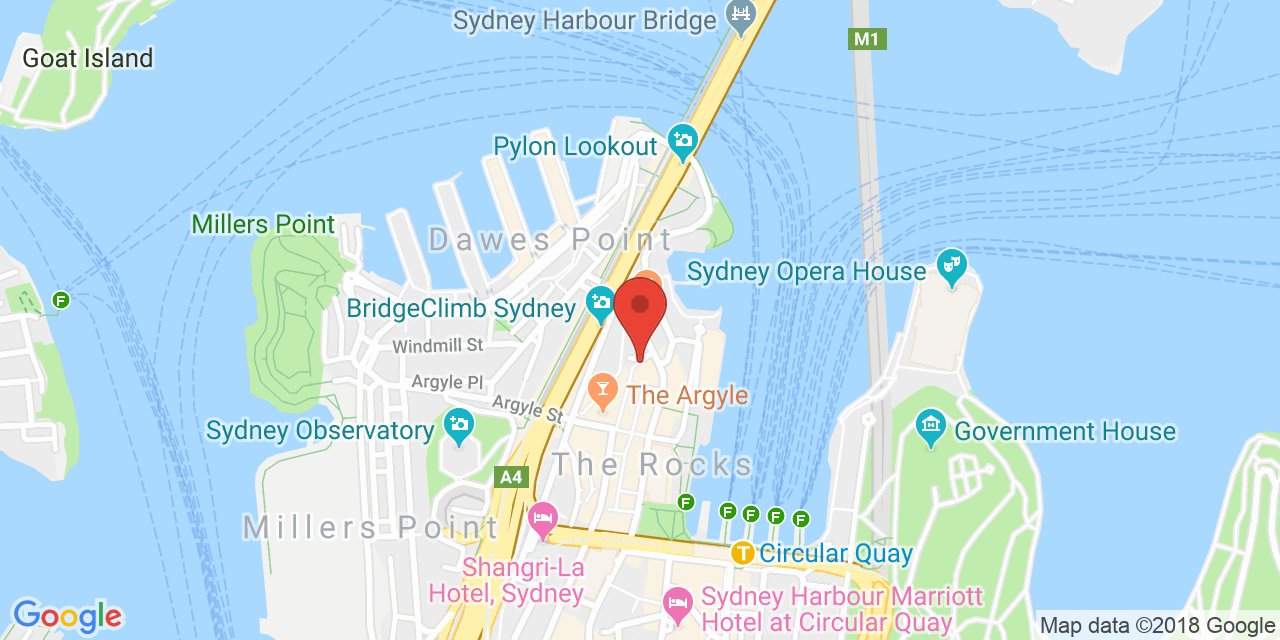 Sydney Harbour Bridge
M1
Goat Island
Pylon Lookout
Millers Point
Dawes Point
Sydney Opera House
F
BridgeClimb Sydney
Windmill St
Argyle Pl
The Argyle
Argyle St
Sydney Observatory
Government House
The Rocks
A4
F
F
F
F
F
Millers Point
T
Circular Quay
Shangri-La
Hotel, Sydney
Sydney Harbour Marriott
Hotel at Circular Quay
Google
Map data ©2018 Google